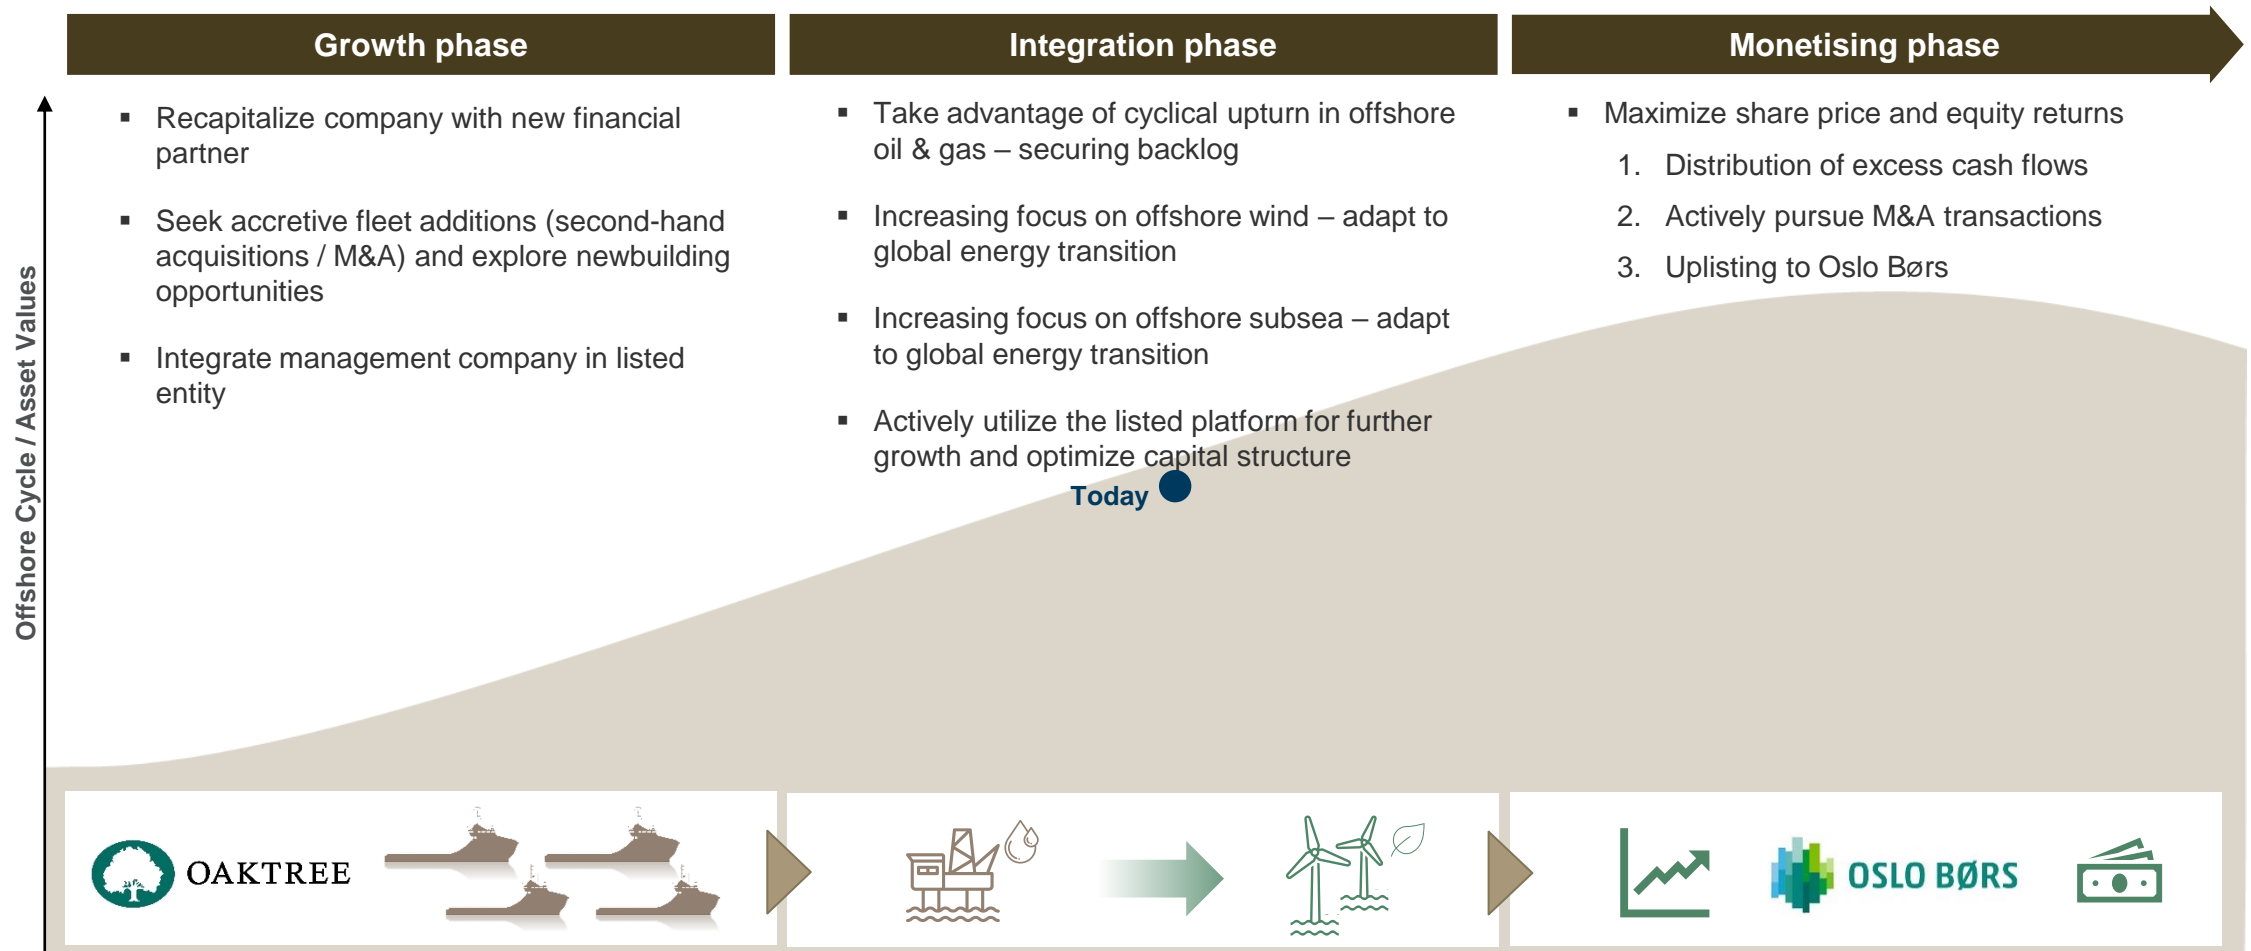 Growth phase
Integration phase
Monetising phase
Offshore Cycle / Asset Values
▪ Recapitalize company with new financial
partner
▪ Seek accretive fleet additions (second-hand
acquisitions / M&A) and explore newbuilding
opportunities
▪ Integrate management company in listed
entity
▪ Take advantage of cyclical upturn in offshore
oil & gas – securing backlog
▪ Increasing focus on offshore wind – adapt to
global energy transition
▪ Increasing focus on offshore subsea – adapt
to global energy transition
▪ Actively utilize the listed platform for further
growth and optimize capital structure
Today
▪ Maximize share price and equity returns
1. Distribution of excess cash flows
2. Actively pursue M&A transactions
3. Uplisting to Oslo Børs
OAKTREE
OSLO BØRS